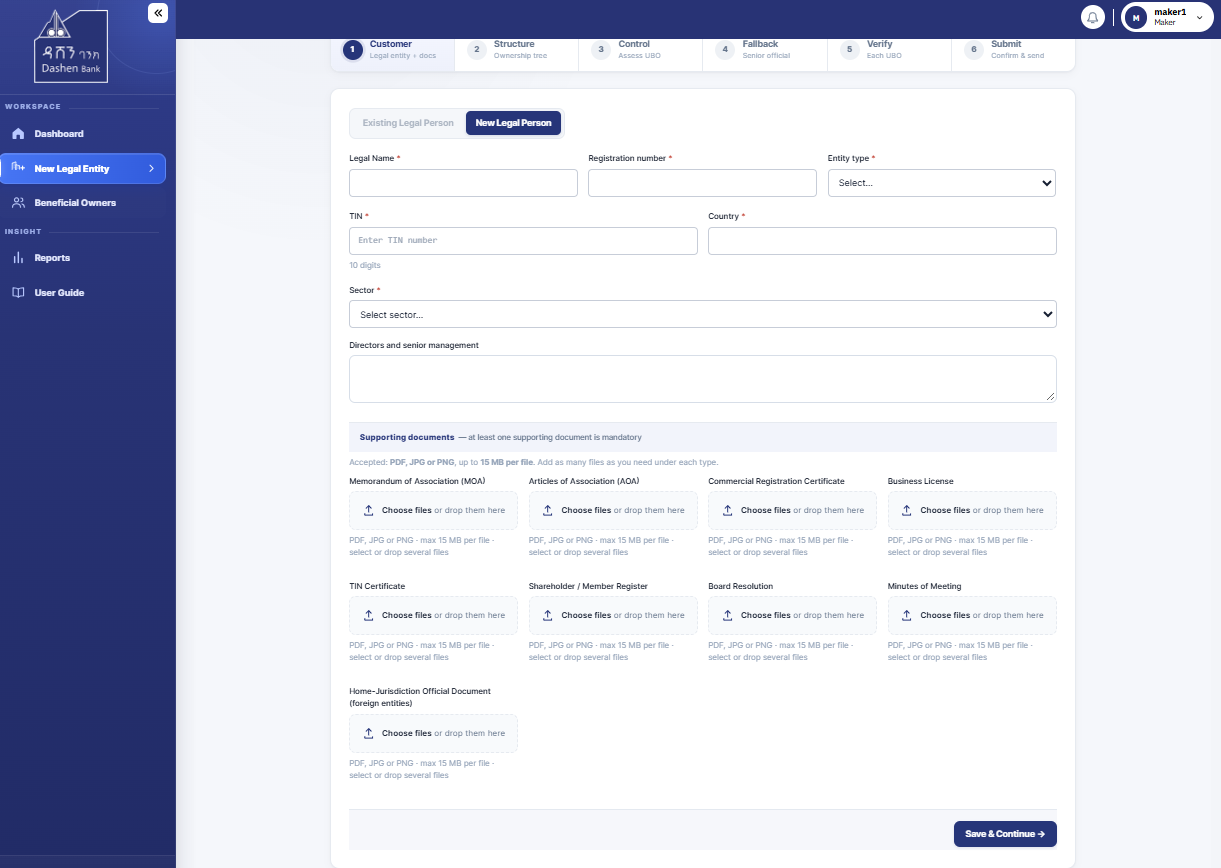 ዳሸን ባንክ
Dashen Bank
maker1
M
Maker
WORKSPACE
Dashboard
New Legal Entity
Beneficial Owners
INSIGHT
Reports
User Guide
1 Customer
Legal entity + docs
2 Structure
Ownership tree
3 Control
Assess UBO
4 Fallback
Senior official
5 Verify
Each UBO
6 Submit
Confirm & send
Existing Legal Person New Legal Person
Legal Name * Registration number * Entity type *
Select...
TIN * Country *
Enter TIN number
10 digits
Sector *
Select sector...
Directors and senior management
Supporting documents — at least one supporting document is mandatory
Accepted: PDF, JPG or PNG, up to 15 MB per file. Add as many files as you need under each type.
Memorandum of Association (MOA)
Choose files or drop them here
PDF, JPG or PNG · max 15 MB per file ·
select or drop several files
Articles of Association (AOA)
Choose files or drop them here
PDF, JPG or PNG · max 15 MB per file ·
select or drop several files
Commercial Registration Certificate
Choose files or drop them here
PDF, JPG or PNG · max 15 MB per file ·
select or drop several files
Business License
Choose files or drop them here
PDF, JPG or PNG · max 15 MB per file ·
select or drop several files
TIN Certificate
Choose files or drop them here
PDF, JPG or PNG · max 15 MB per file ·
select or drop several files
Shareholder / Member Register
Choose files or drop them here
PDF, JPG or PNG · max 15 MB per file ·
select or drop several files
Board Resolution
Choose files or drop them here
PDF, JPG or PNG · max 15 MB per file ·
select or drop several files
Minutes of Meeting
Choose files or drop them here
PDF, JPG or PNG · max 15 MB per file ·
select or drop several files
Home-Jurisdiction Official Document
(foreign entities)
Choose files or drop them here
PDF, JPG or PNG · max 15 MB per file ·
select or drop several files
Save & Continue →